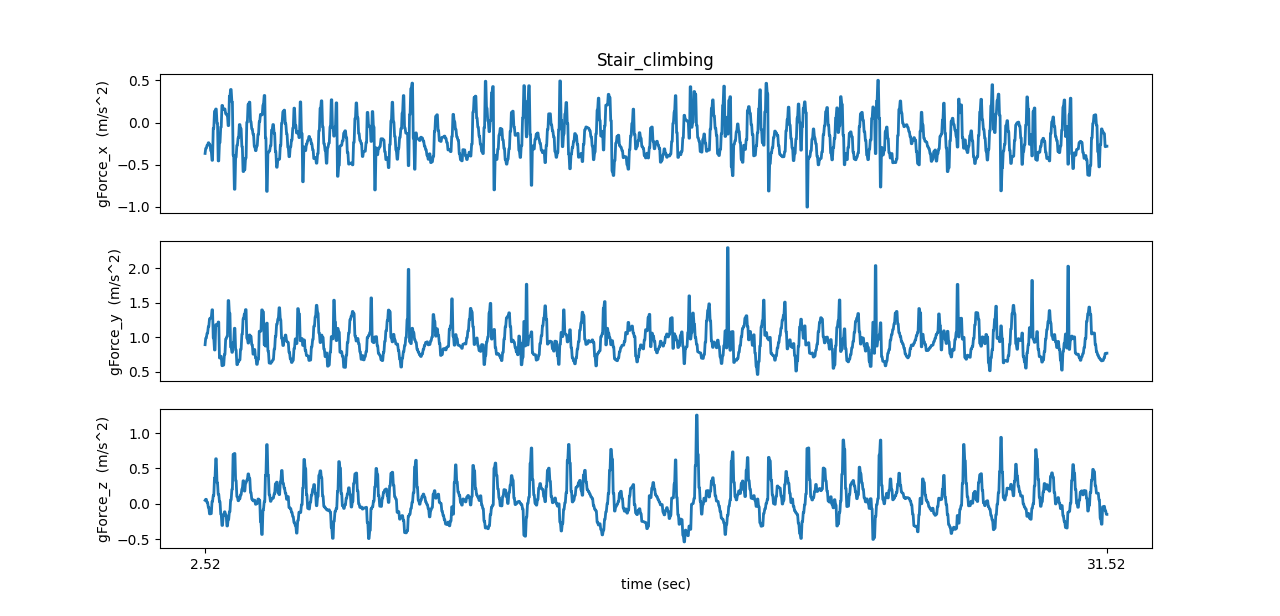 Stair_climbing
gForce_x (m/s^2)
0.5
0.0
−0.5
−1.0
gForce_y (m/s^2)
2.0
1.5
1.0
0.5
gForce_z (m/s^2)
1.0
0.5
0.0
−0.5
2.52
31.52
time (sec)